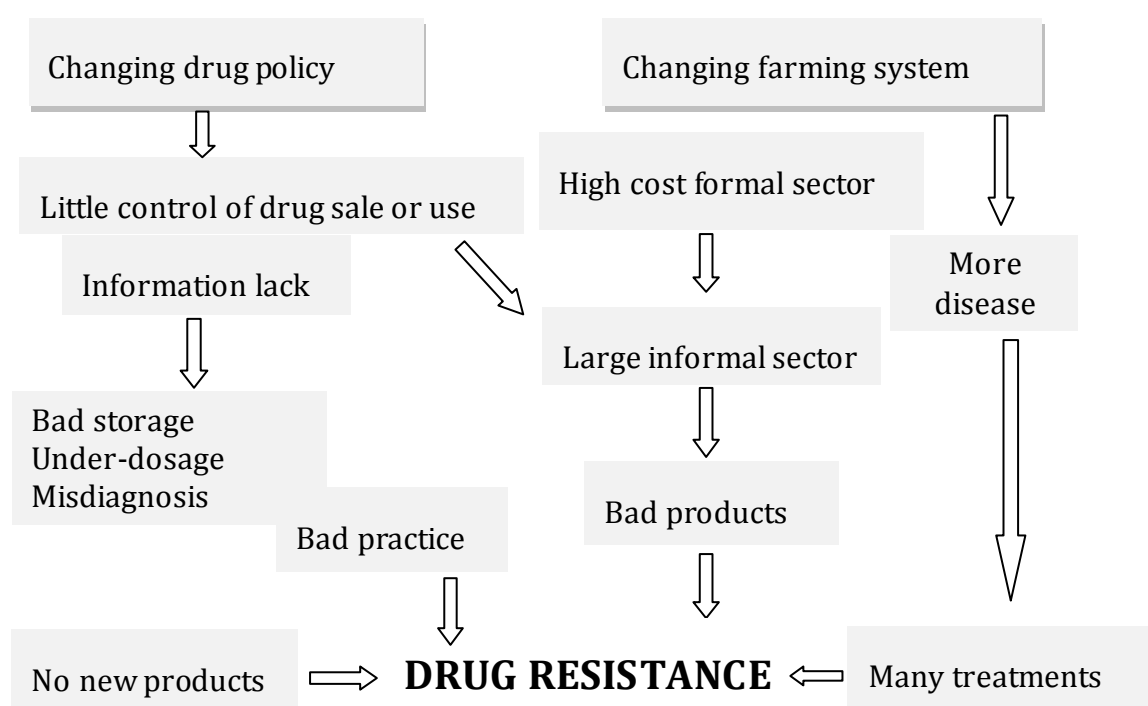 Changing drug policy
Changing farming system
High cost formal sector
Little control of drug sale or use
Information lack
More
disease
Large informal sector
Bad storage
Under-dosage
Misdiagnosis
Bad products
Bad practice
No new products
DRUG RESISTANCE
Many treatments